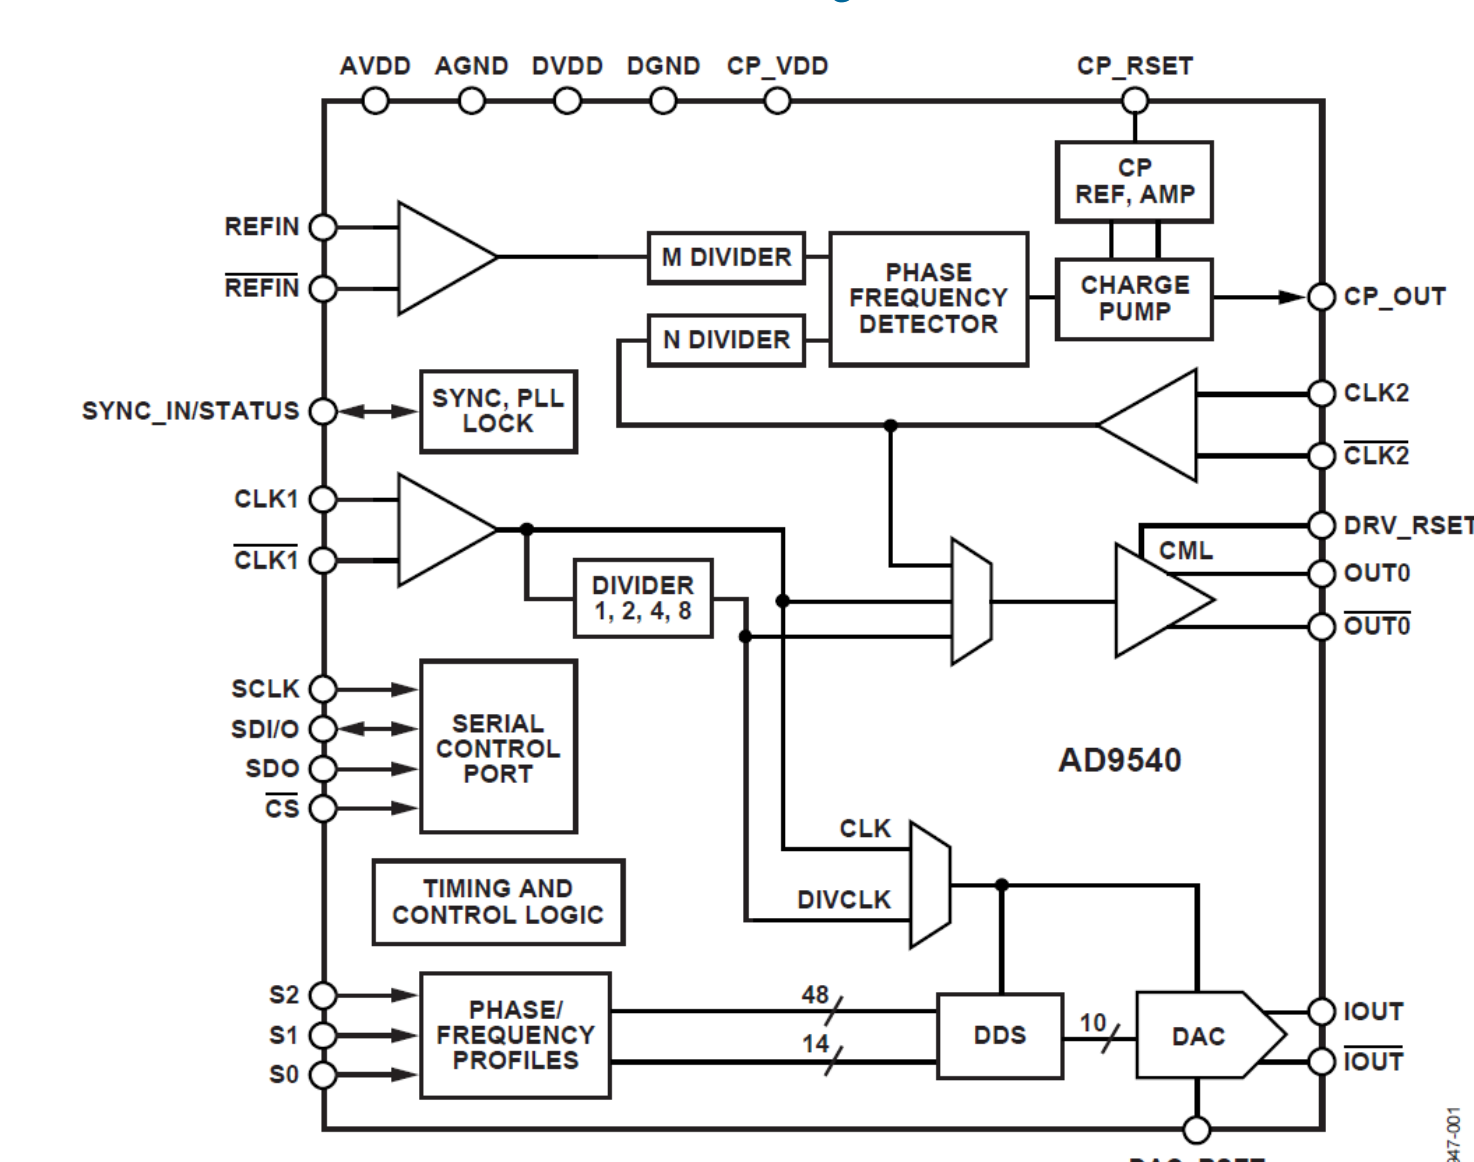 AVDD AGND DVDD DGND CP_VDD CP_RSET
CP
REF, AMP
REFIN
REFIN
M DIVIDER
N DIVIDER
PHASE
FREQUENCY
DETECTOR
CHARGE
PUMP
CP_OUT
SYNC_IN/STATUS
SYNC, PLL
LOCK
CLK2
CLK2
CLK1
CLK1
DIVIDER
1, 2, 4, 8
DRV_RSET
CML
OUT0
OUT0
SCLK
SDI/O
SDO
CS
SERIAL
CONTROL
PORT
AD9540
CLK
DIVCLK
TIMING AND
CONTROL LOGIC
S2
S1
S0
PHASE/
FREQUENCY
PROFILES
48
14
DDS
10
DAC
IOUT
IOUT
947-001